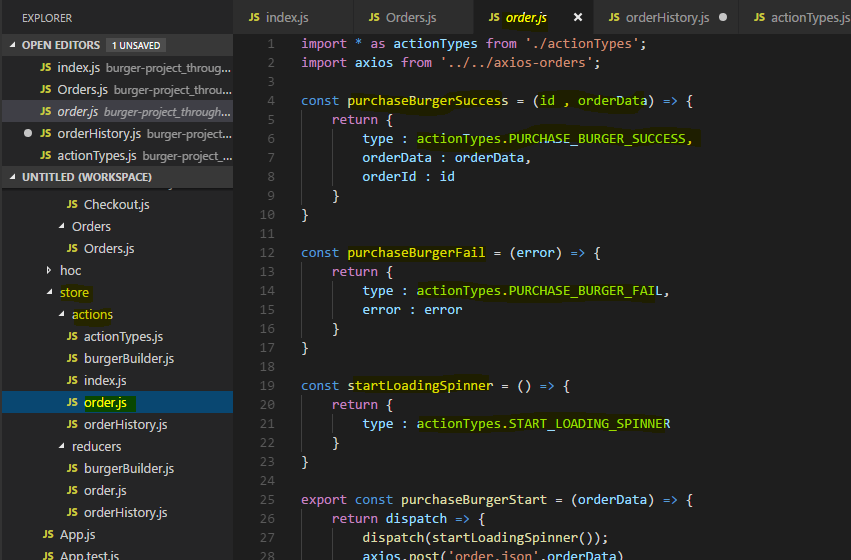 EXPLORER
OPEN EDITORS 1 UNSAVED
JS index.js burger-project_throug...
JS Orders.js burger-project_throu...
JS order.js burger-project_through...
JS orderHistory.js burger-project...
JS actionTypes.js burger-project_...
UNTITLED (WORKSPACE)
JS Checkout.js
Orders
JS Orders.js
hoc
store
actions
JS actionTypes.js
JS burgerBuilder.js
JS index.js
JS order.js
JS orderHistory.js
reducers
JS burgerBuilder.js
JS order.js
JS orderHistory.js
JS App.js
JS App.test.js
JS index.js JS Orders.js JS order.js × JS orderHistory.js JS actionTypes.js
1 import * as actionTypes from './actionTypes';
2 import axios from '../../axios-orders';
3
4 const purchaseBurgerSuccess = (id , orderData) => {
5 return {
6 type : actionTypes.PURCHASE_BURGER_SUCCESS,
7 orderData : orderData,
8 orderId : id
9 }
10 }
11
12 const purchaseBurgerFail = (error) => {
13 return {
14 type : actionTypes.PURCHASE_BURGER_FAIL,
15 error : error
16 }
17 }
18
19 const startLoadingSpinner = () => {
20 return {
21 type : actionTypes.START_LOADING_SPINNER
22 }
23 }
24
25 export const purchaseBurgerStart = (orderData) => {
26 return dispatch => {
27 dispatch(startLoadingSpinner());
28 axios.post('order.json',orderData)